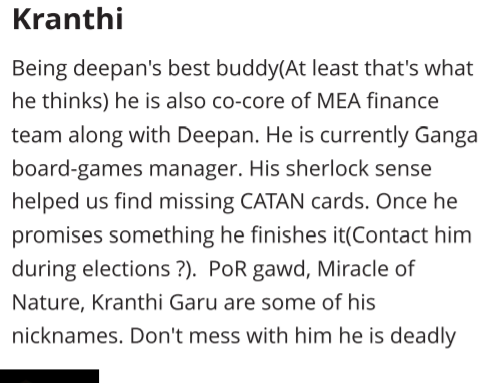 Kranthi
Being deepan's best buddy(At least that's what
he thinks) he is also co-core of MEA finance
team along with Deepan. He is currently Ganga
board-games manager. His sherlock sense
helped us find missing CATAN cards. Once he
promises something he finishes it(Contact him
during elections ?).  PoR gawd, Miracle of
Nature, Kranthi Garu are some of his
nicknames. Don't mess with him he is deadly